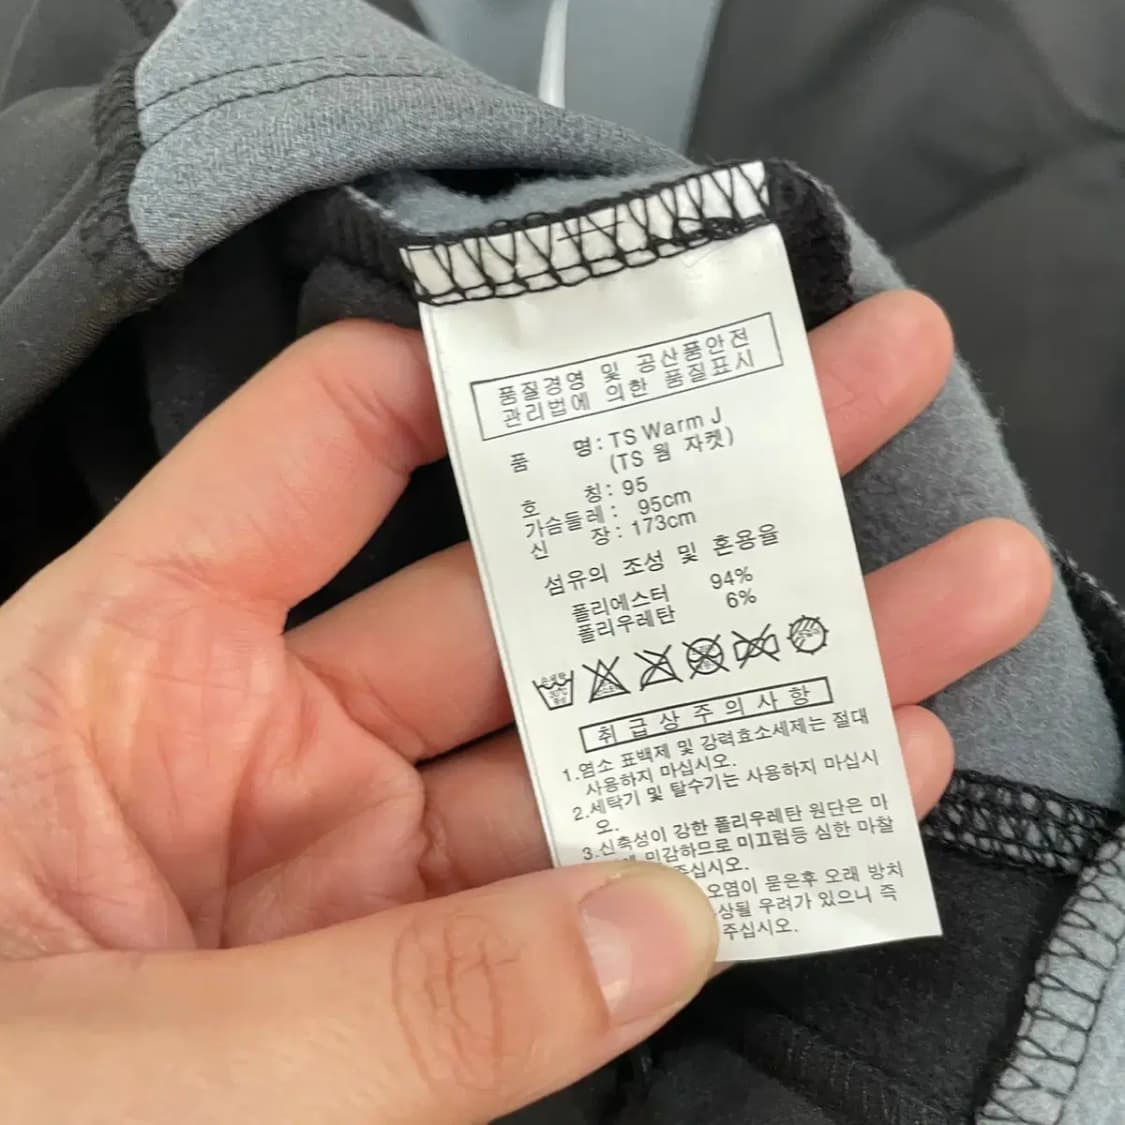 품질경영 및 공산품안전
관리법에 의한 품질표시
품 명: TS Warm J
(TS 웜 자켓)
호 칭: 95
가슴둘레: 95cm
신 장: 173cm
섬유의 조성 및 혼용율
폴리에스터 94%
폴리우레탄 6%
취급상주의사항
1.염소 표백제 및 강력효소세제는 절대
사용하지 마십시오.
2.세탁기 및 탈수기는 사용하지 마십시
오.
3.신축성이 강한 폴리우레탄 원단은 마
미감하므로 미끄럼등 심한 마찰
주십시오.
오염이 묻은후 오래 방치
상될 우려가 있으니 즉
주십시오.